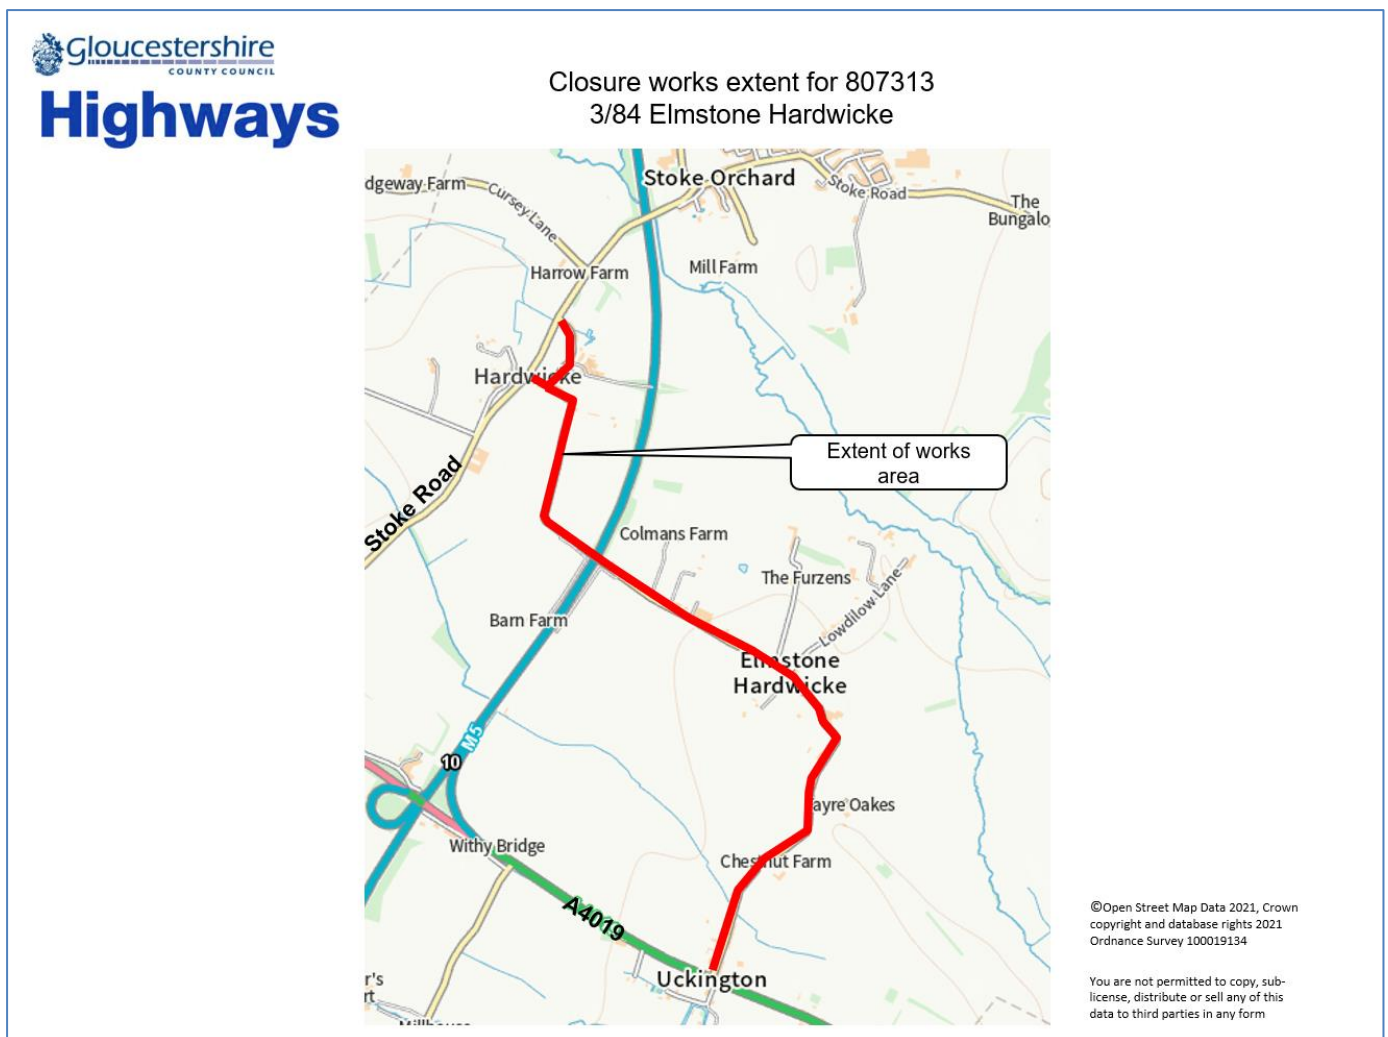 Gloucestershire
COUNTY COUNCIL
Highways
Closure works extent for 807313
3/84 Elmstone Hardwicke
Stoke Orchard
dgeway Farm
Cursey Lane
Stoke Road
The
Bungalo
Harrow Farm
Mill Farm
Hardwicke
Extent of works
area
Stoke Road
Colmans Farm
The Furzens
Lowdilow Lane
Barn Farm
Elmstone
Hardwicke
M5
10
ayre Oakes
Withy Bridge
Chestnut Farm
A4019
©Open Street Map Data 2021, Crown
copyright and database rights 2021
Ordnance Survey 100019134
Uckington
r's
rt
You are not permitted to copy, sub-
license, distribute or sell any of this
data to third parties in any form